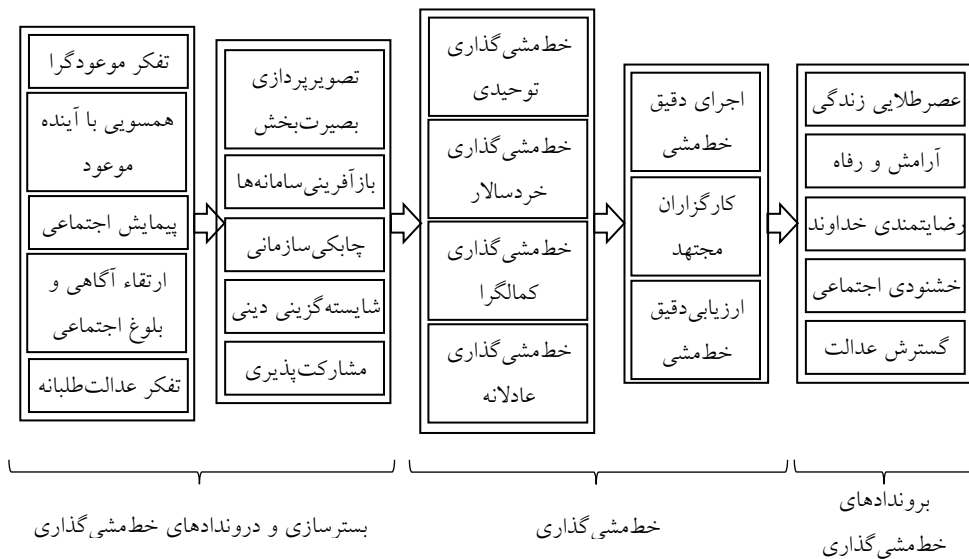 تفکر موعودگرا
همسویی با آینده
موعود
پیمایش اجتماعی
ارتقاء آگاهی و
بلوغ اجتماعی
تفکر عدالت‌طلبانه
تصویرپردازی
بصیرت‌بخش
بازآفرینی‌سامانه‌ها
چابکی‌سازمانی
شایسته‌گزینی دینی
مشارکت‌پذیری
خط‌مشی‌گذاری
توحیدی
خط‌مشی‌گذاری
خردسالار
خط‌مشی‌گذاری
کمالگرا
خط‌مشی‌گذاری
عادلانه
اجرای دقیق
خط‌مشی
کارگزاران
مجتهد
ارزیابی‌دقیق
خط‌مشی
عصرطلایی زندگی
آرامش و رفاه
رضایتمندی خداوند
خشنودی اجتماعی
گسترش عدالت
بسترسازی و دروندادهای خط‌مشی‌گذاری
خط‌مشی‌گذاری
بروندادهای
خط‌مشی‌گذاری